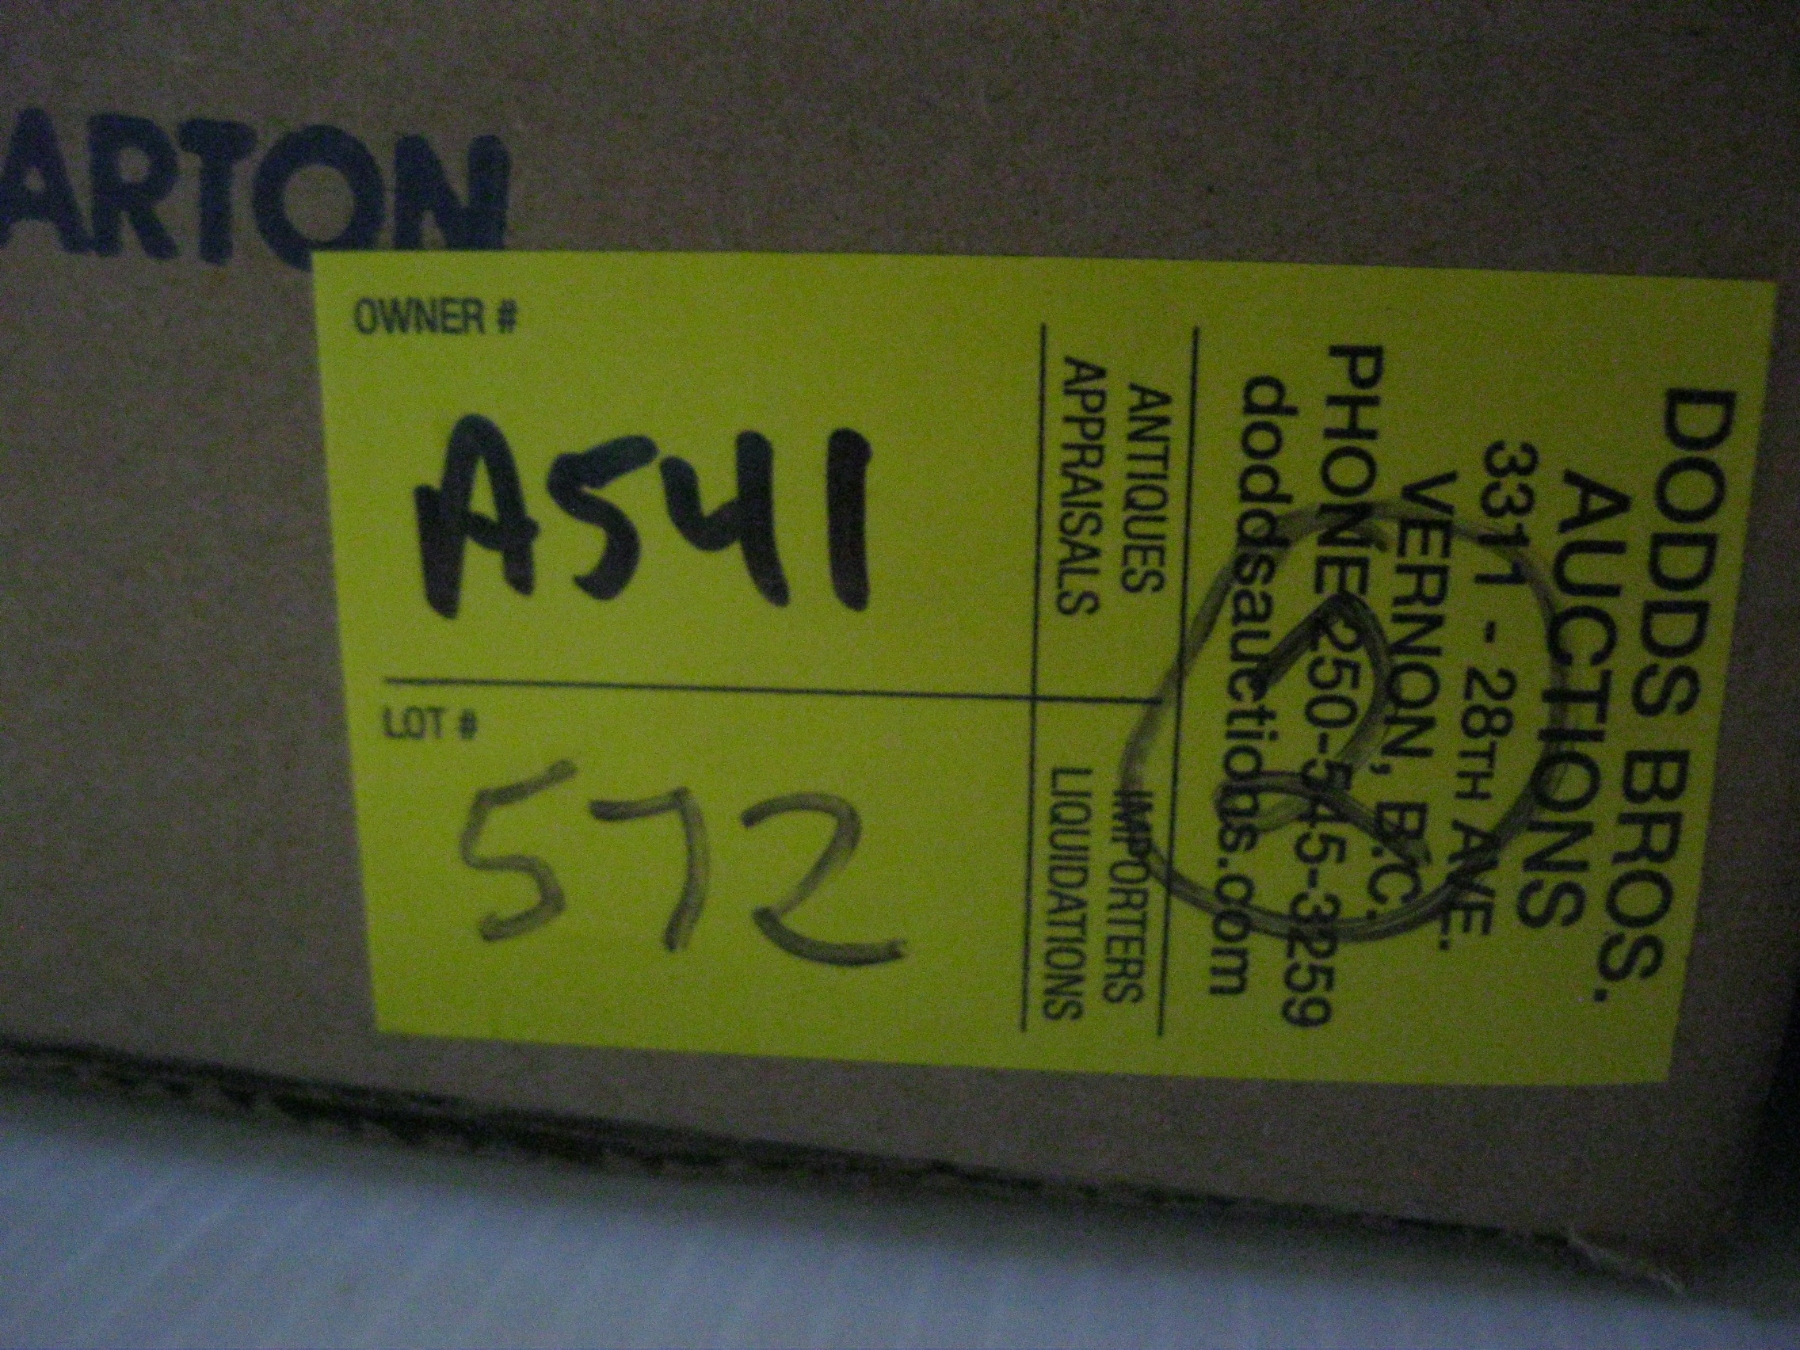 ARTON
OWNER #
A541
LOT #
572
ANTIQUES
APPRAISALS
IMPORTERS
LIQUIDATIONS
DODDS BROS.
AUCTIONS
3311 - 28TH AVE.
VERNON, B.C.
PHONE 250-545-3259
doddsauctions.com
2